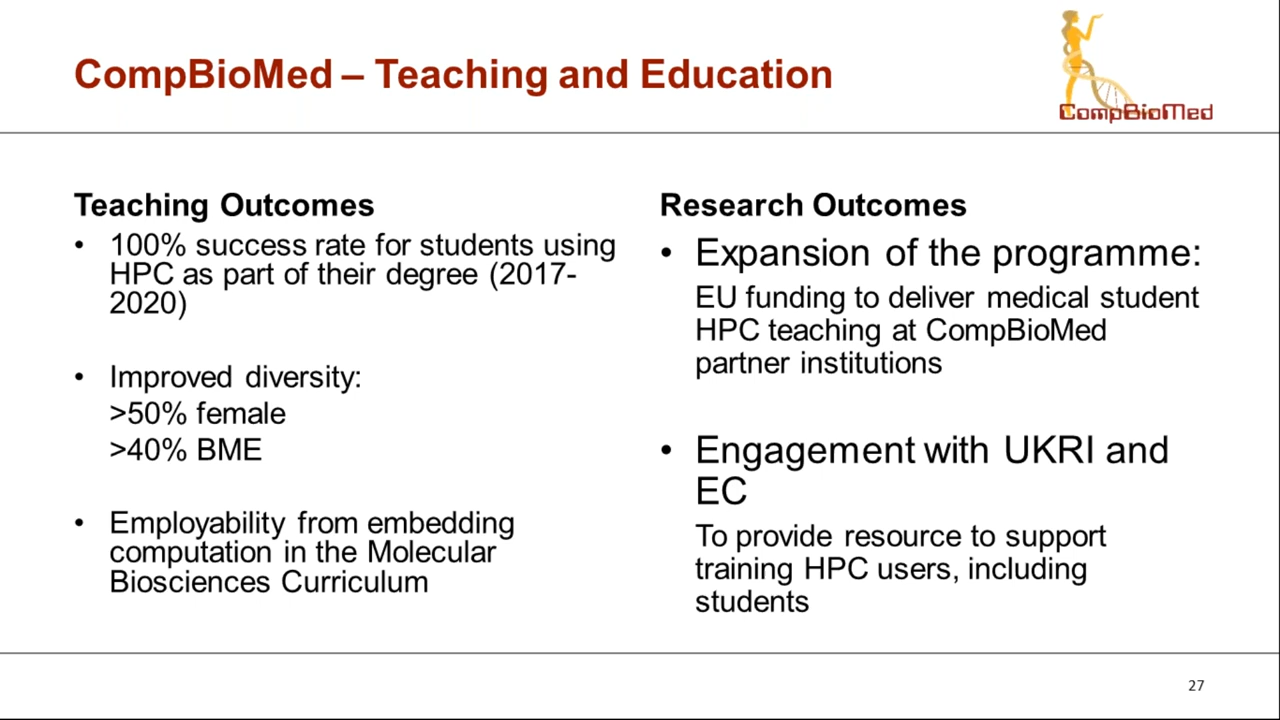 CompBioMed – Teaching and Education
CompBioMed
Teaching Outcomes
• 100% success rate for students using
HPC as part of their degree (2017-
2020)
• Improved diversity:
>50% female
>40% BME
• Employability from embedding
computation in the Molecular
Biosciences Curriculum
Research Outcomes
• Expansion of the programme:
EU funding to deliver medical student
HPC teaching at CompBioMed
partner institutions
• Engagement with UKRI and
EC
To provide resource to support
training HPC users, including
students
27